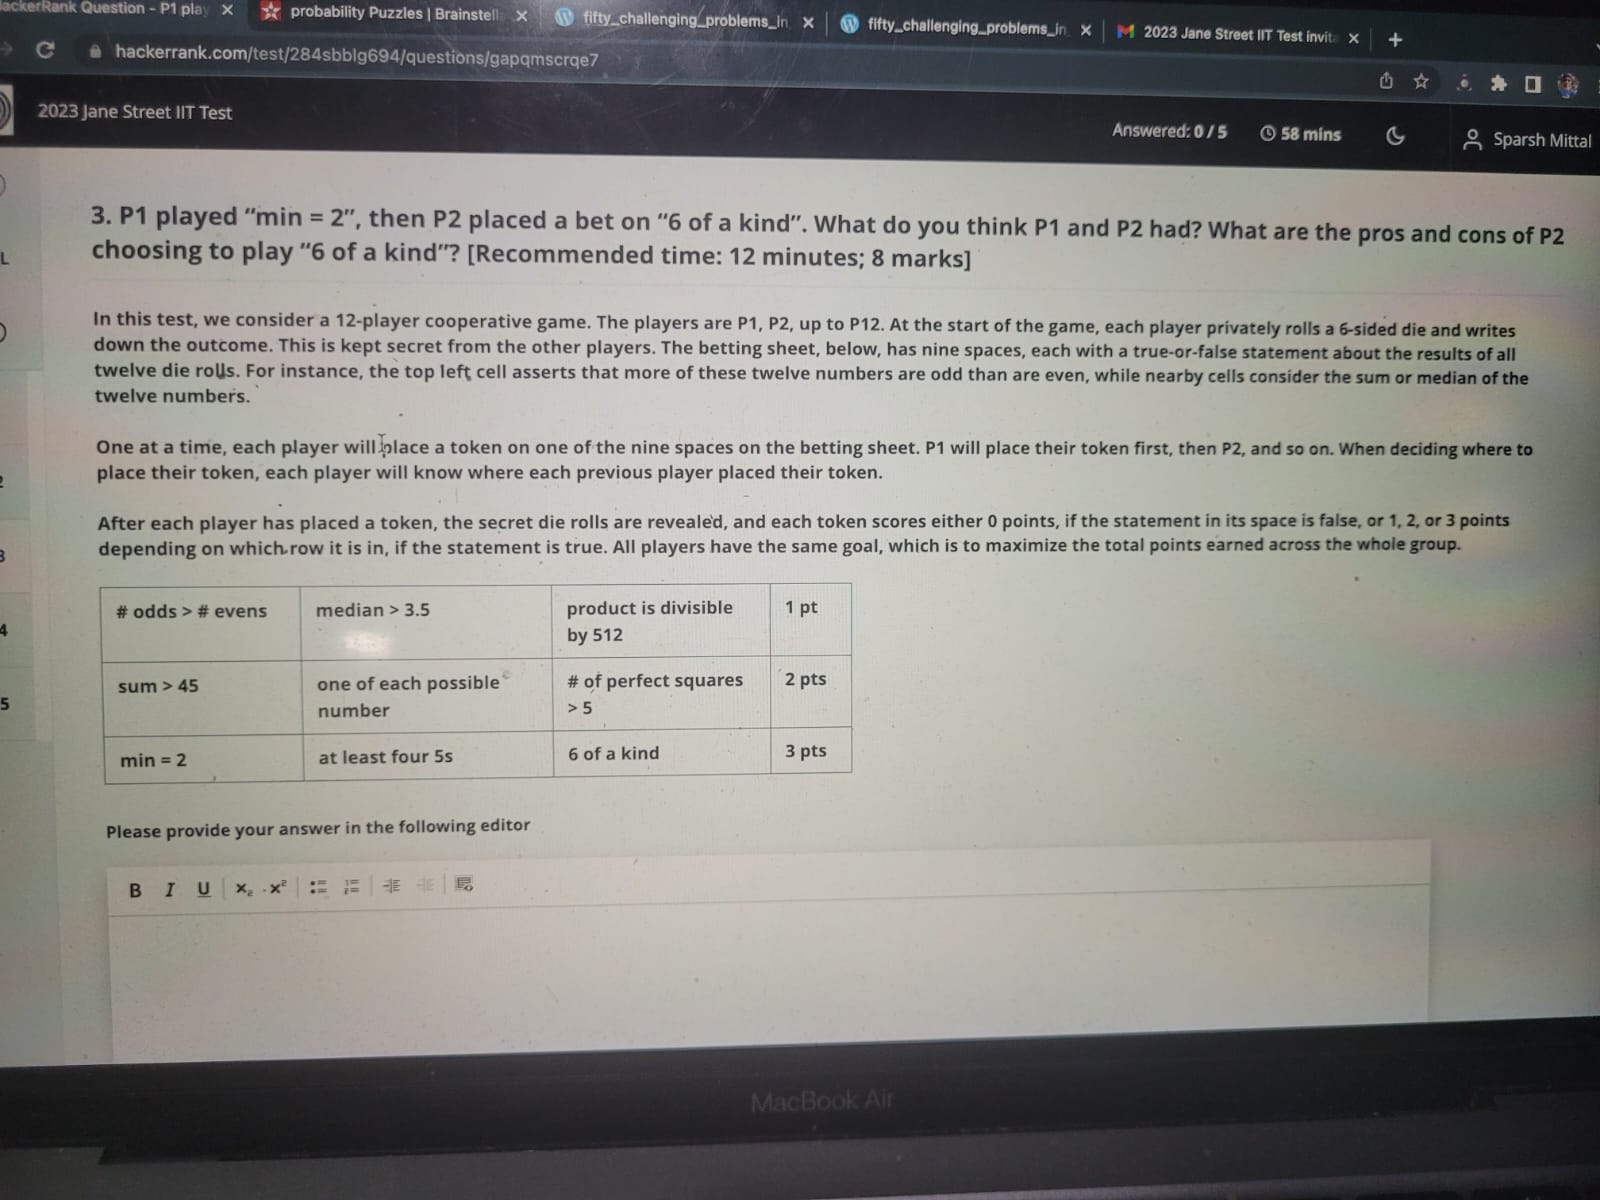 HackerRank Question - P1 play
probability Puzzles | Brainstell
fifty_challenging_problems_in
fifty_challenging_problems_in
2023 Jane Street IIT Test Invita
hackerrank.com/test/284sbblg694/questions/gapqmscrqe7
2023 Jane Street IIT Test
Answered: 0 / 5
58 mins
Sparsh Mittal
3. P1 played “min = 2”, then P2 placed a bet on “6 of a kind”. What do you think P1 and P2 had? What are the pros and cons of P2
choosing to play “6 of a kind”? [Recommended time: 12 minutes; 8 marks]
In this test, we consider a 12-player cooperative game. The players are P1, P2, up to P12. At the start of the game, each player privately rolls a 6-sided die and writes
down the outcome. This is kept secret from the other players. The betting sheet, below, has nine spaces, each with a true-or-false statement about the results of all
twelve die rolls. For instance, the top left cell asserts that more of these twelve numbers are odd than are even, while nearby cells consider the sum or median of the
twelve numbers.
One at a time, each player will place a token on one of the nine spaces on the betting sheet. P1 will place their token first, then P2, and so on. When deciding where to
place their token, each player will know where each previous player placed their token.
After each player has placed a token, the secret die rolls are revealed, and each token scores either 0 points, if the statement in its space is false, or 1, 2, or 3 points
depending on which row it is in, if the statement is true. All players have the same goal, which is to maximize the total points earned across the whole group.
# odds > # evens
median > 3.5
product is divisible
by 512
1 pt
sum > 45
one of each possible
number
# of perfect squares
> 5
2 pts
min = 2
at least four 5s
6 of a kind
3 pts
Please provide your answer in the following editor
B I U X₂ X²
L
2
3
4
5
MacBook Air